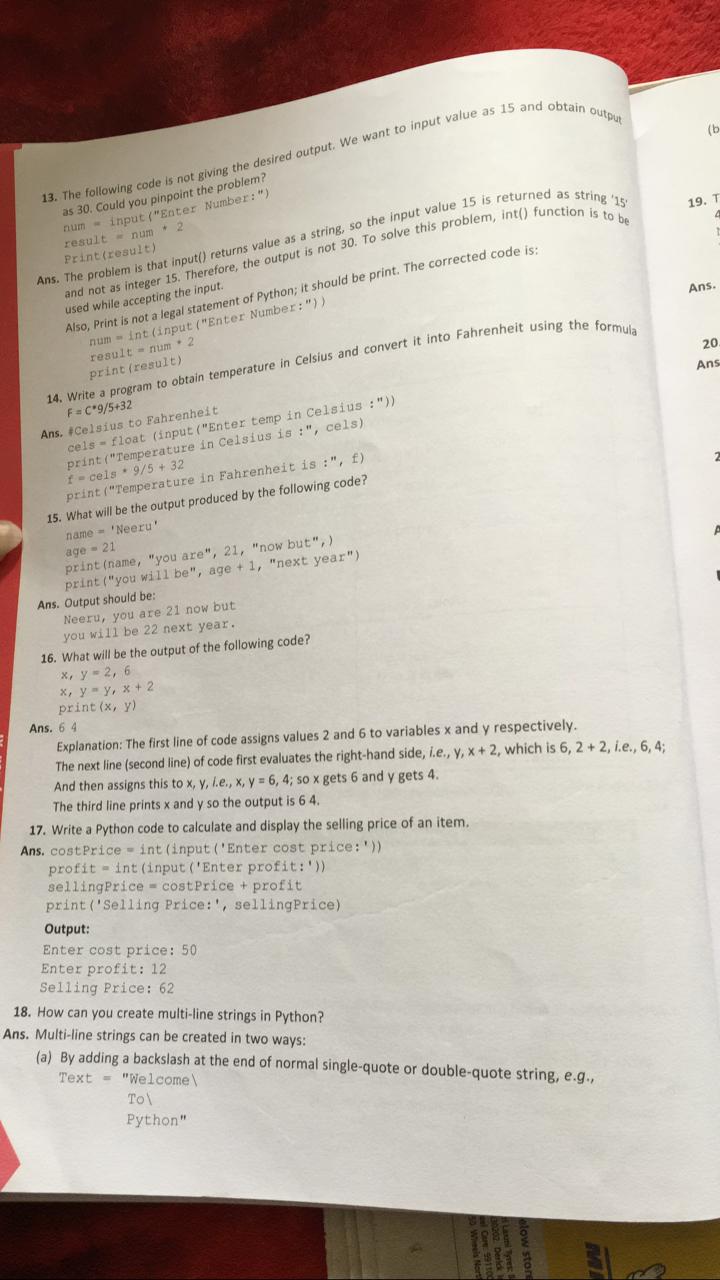 13. The following code is not giving the desired output. We want to input value as 15 and obtain output
as 30. Could you pinpoint the problem?
num = input("Enter Number:")
result = num * 2
Print(result)
Ans. The problem is that input() returns value as a string, so the input value 15 is returned as string '15'
and not as integer 15. Therefore, the output is not 30. To solve this problem, int() function is to be
used while accepting the input.
Also, Print is not a legal statement of Python; it should be print. The corrected code is:
num = int(input("Enter Number:"))
result = num * 2
print(result)
14. Write a program to obtain temperature in Celsius and convert it into Fahrenheit using the formula
F = C*9/5+32
Ans. #Celsius to Fahrenheit
cels = float (input("Enter temp in Celsius :"))
print("Temperature in Celsius is :", cels)
f = cels * 9/5 + 32
print("Temperature in Fahrenheit is :", f)
15. What will be the output produced by the following code?
name = 'Neeru'
age = 21
print(name, "you are", 21, "now but",)
print("you will be", age + 1, "next year")
Ans. Output should be:
Neeru, you are 21 now but
you will be 22 next year.
16. What will be the output of the following code?
x, y = 2, 6
x, y = y, x + 2
print(x, y)
Ans. 6 4
Explanation: The first line of code assigns values 2 and 6 to variables x and y respectively.
The next line (second line) of code first evaluates the right-hand side, i.e., y, x + 2, which is 6, 2 + 2, i.e., 6, 4;
And then assigns this to x, y, i.e., x, y = 6, 4; so x gets 6 and y gets 4.
The third line prints x and y so the output is 6 4.
17. Write a Python code to calculate and display the selling price of an item.
Ans. costPrice = int(input('Enter cost price:'))
profit = int(input('Enter profit:'))
sellingPrice = costPrice + profit
print('Selling Price:', sellingPrice)
Output:
Enter cost price: 50
Enter profit: 12
Selling Price: 62
18. How can you create multi-line strings in Python?
Ans. Multi-line strings can be created in two ways:
(a) By adding a backslash at the end of normal single-quote or double-quote string, e.g.,
Text = "Welcome\
To\
Python"
(b
19. T
Ans.
20.
Ans